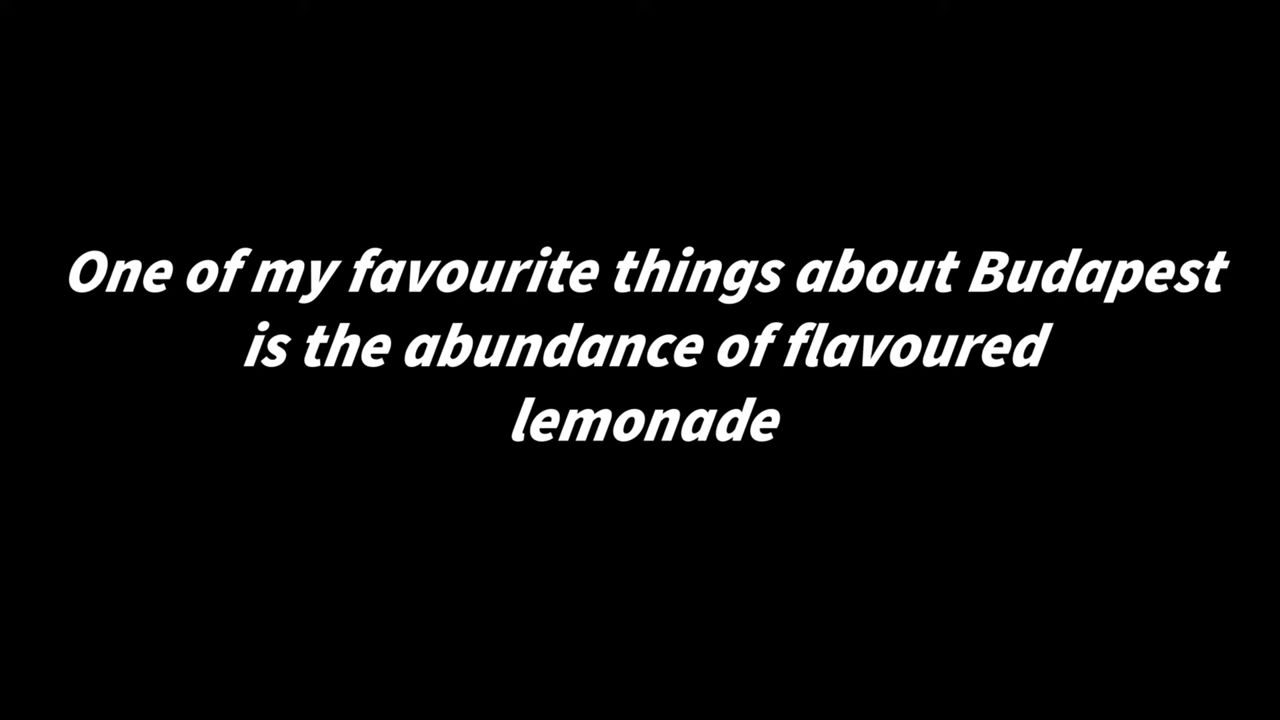 One of my favourite things about Budapest
is the abundance of flavoured
lemonade